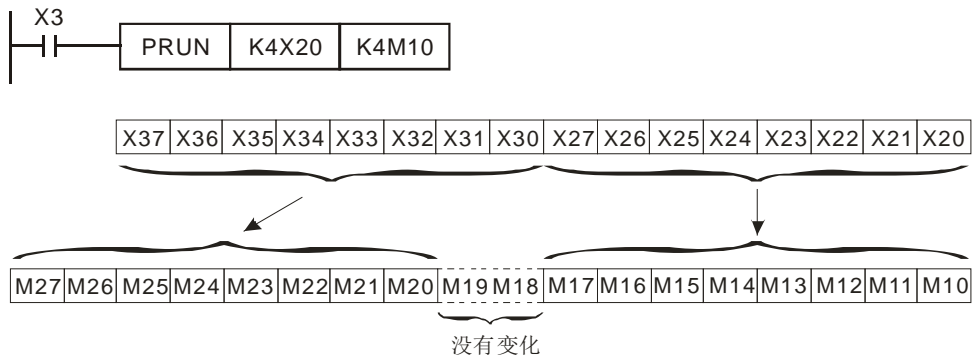 X3
PRUN K4X20 K4M10
X37 X36 X35 X34 X33 X32 X31 X30 X27 X26 X25 X24 X23 X22 X21 X20
M27 M26 M25 M24 M23 M22 M21 M20 M19 M18 M17 M16 M15 M14 M13 M12 M11 M10
没有变化